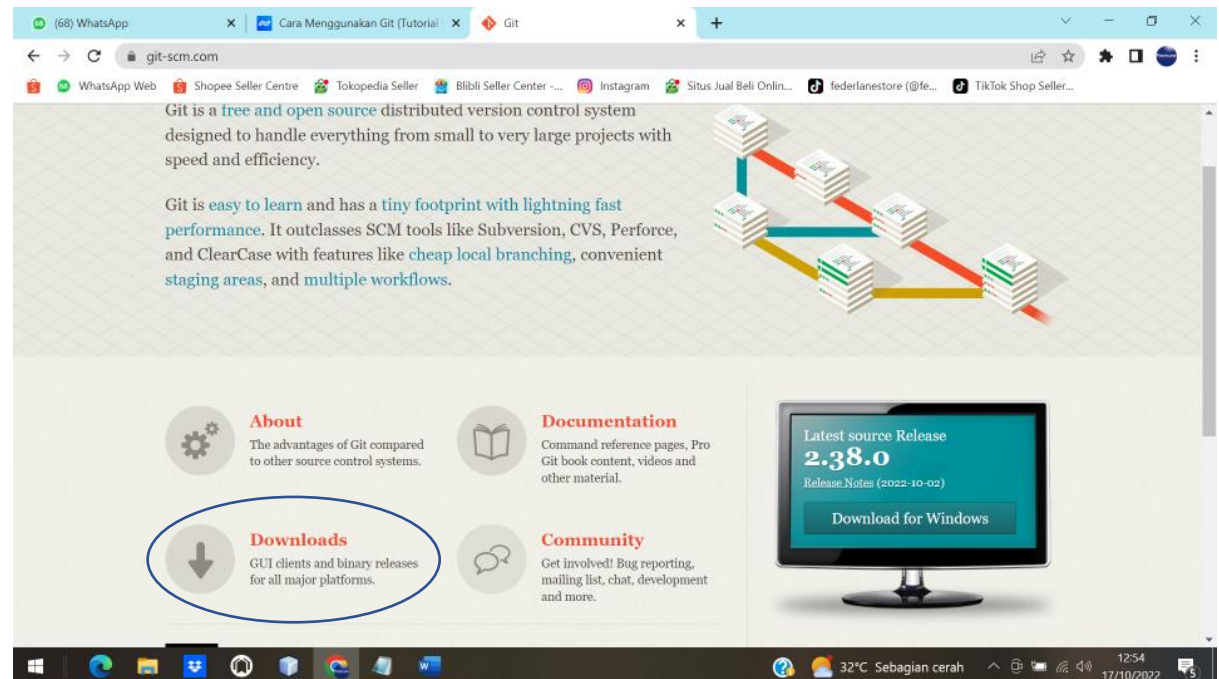 (68) WhatsApp
Cara Menggunakan Git (Tutorial
Git
git-scm.com
WhatsApp Web
Shopee Seller Centre
Tokopedia Seller
Blibli Seller Center -...
Instagram
Situs Jual Beli Onlin...
federlanestore (@fe...
TikTok Shop Seller...
Git is a free and open source distributed version control system
designed to handle everything from small to very large projects with
speed and efficiency.
Git is easy to learn and has a tiny footprint with lightning fast
performance. It outclasses SCM tools like Subversion, CVS, Perforce,
and ClearCase with features like cheap local branching, convenient
staging areas, and multiple workflows.
About
The advantages of Git compared
to other source control systems.
Documentation
Command reference pages, Pro
Git book content, videos and
other material.
Downloads
GUI clients and binary releases
for all major platforms.
Community
Get involved! Bug reporting,
mailing list, chat, development
and more.
Latest source Release
2.38.0
Release Notes (2022-10-02)
Download for Windows
32°C Sebagian cerah
12:54
17/10/2022
5